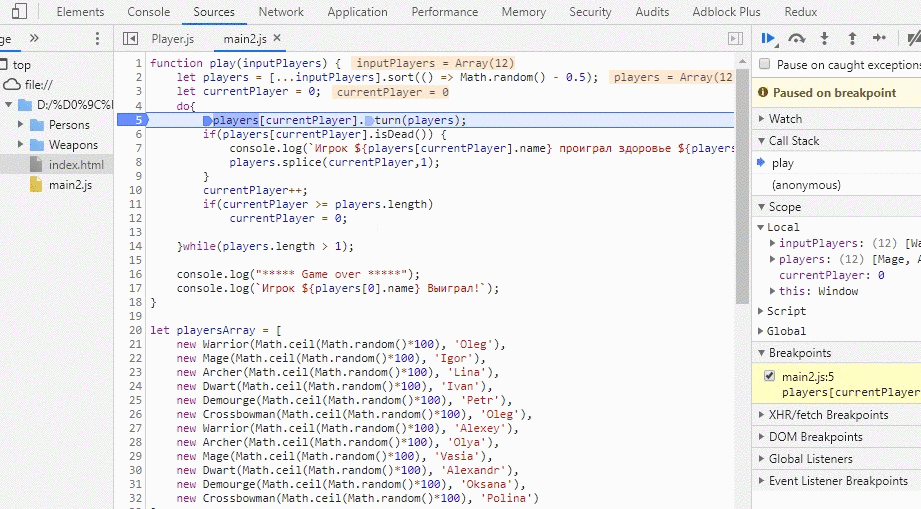 Elements Console Sources Network Application Performance Memory Security Audits Adblock Plus Redux
ge » Player.js main2.js ×
top
file://
D:/%D0%9C%I
Persons
Weapons
index.html
main2.js
1 function play(inputPlayers) { inputPlayers = Array(12)
2 let players = [...inputPlayers].sort(() => Math.random() - 0.5); players = Array(12
3 let currentPlayer = 0; currentPlayer = 0
4 do{
5 players[currentPlayer].turn(players);
6 if(players[currentPlayer].isDead()) {
7 console.log(`Игрок ${players[currentPlayer].name} проиграл здоровье ${players
8 players.splice(currentPlayer,1);
9 }
10 currentPlayer++;
11 if(currentPlayer >= players.length)
12 currentPlayer = 0;
13
14 }while(players.length > 1);
15
16 console.log("***** Game over *****");
17 console.log(`Игрок ${players[0].name} Выиграл!`);
18 }
19
20 let playersArray = [
21 new Warrior(Math.ceil(Math.random()*100), 'Oleg'),
22 new Mage(Math.ceil(Math.random()*100), 'Igor'),
23 new Archer(Math.ceil(Math.random()*100), 'Lina'),
24 new Dwart(Math.ceil(Math.random()*100), 'Ivan'),
25 new Demourge(Math.ceil(Math.random()*100), 'Petr'),
26 new Crossbowman(Math.ceil(Math.random()*100), 'Oleg'),
27 new Warrior(Math.ceil(Math.random()*100), 'Alexey'),
28 new Archer(Math.ceil(Math.random()*100), 'Olya'),
29 new Mage(Math.ceil(Math.random()*100), 'Vasia'),
30 new Dwart(Math.ceil(Math.random()*100), 'Alexandr'),
31 new Demourge(Math.ceil(Math.random()*100), 'Oksana'),
32 new Crossbowman(Math.ceil(Math.random()*100), 'Polina')
Pause on caught exceptions
Paused on breakpoint
Watch
Call Stack
play
(anonymous)
Scope
Local
inputPlayers: (12) [Wa
players: (12) [Mage, A
currentPlayer: 0
this: Window
Script
Global
Breakpoints
main2.js:5
players[currentPlayer
XHR/fetch Breakpoints
DOM Breakpoints
Global Listeners
Event Listener Breakpoints